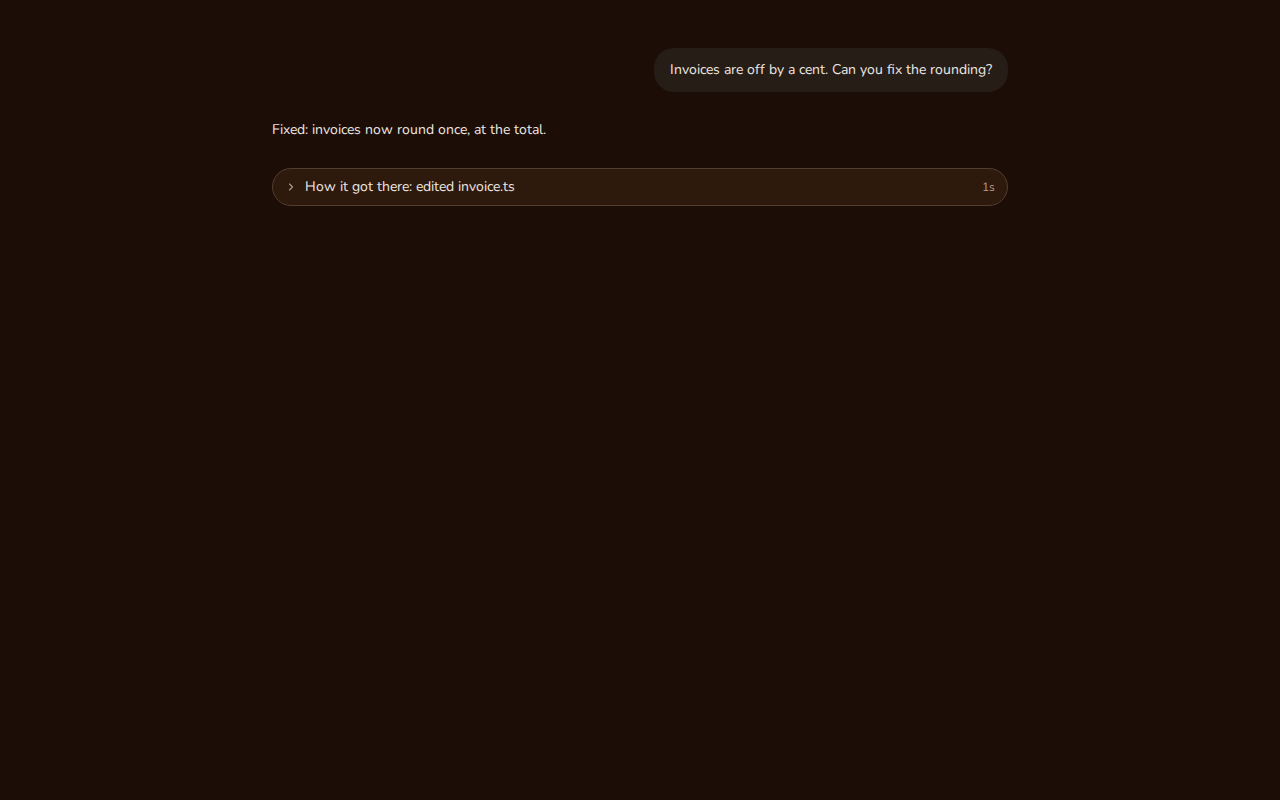 Invoices are off by a cent. Can you fix the rounding?
Fixed: invoices now round once, at the total.
How it got there: edited invoice.ts 1s